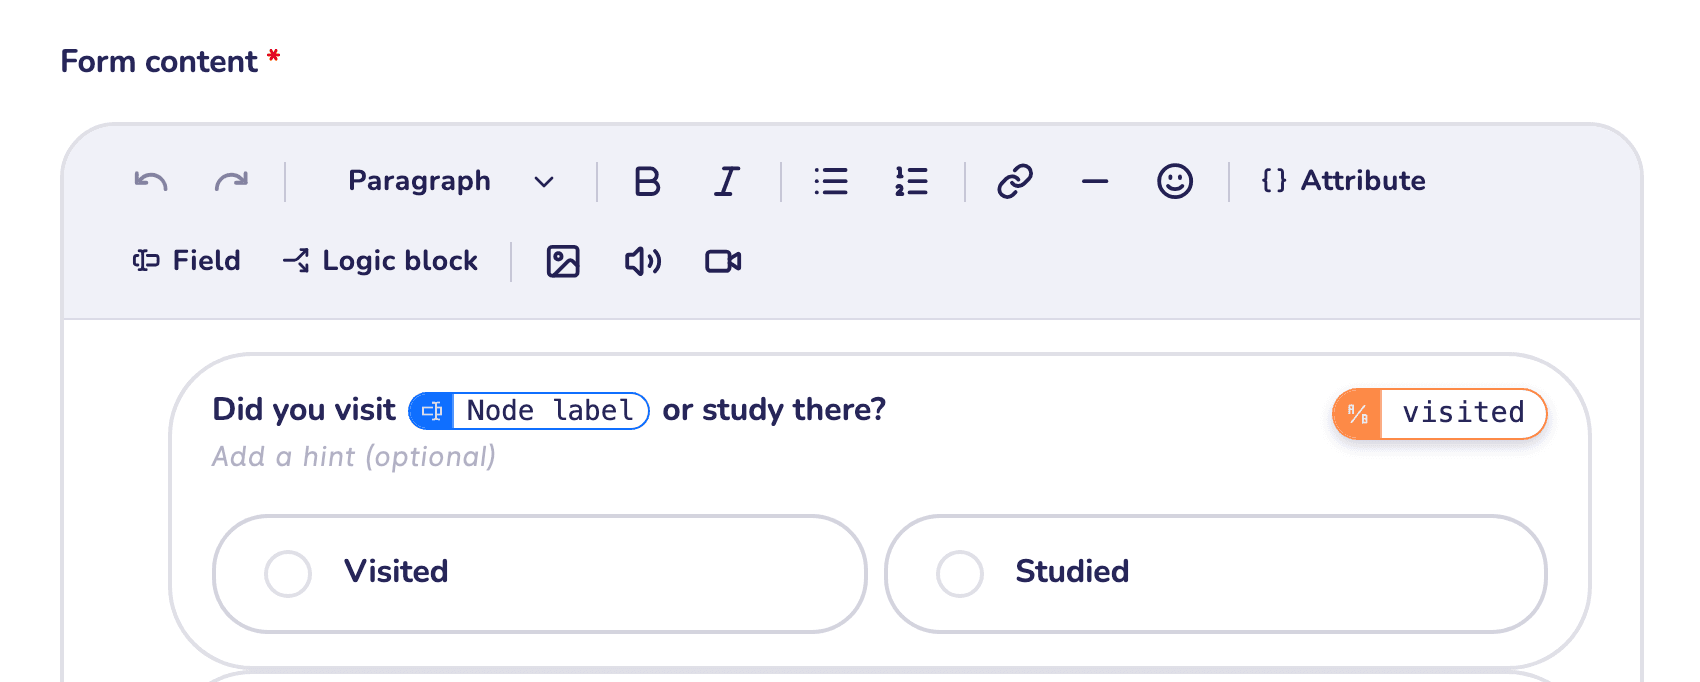 Form content *
Paragraph B I {} Attribute
Field Logic block
Did you visit Node label or study there? visited
Add a hint (optional)
Visited Studied